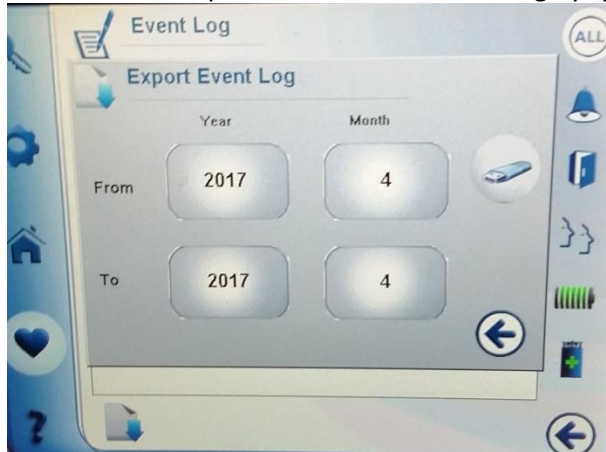 Event Log
ALL
Export Event Log
Year Month
From 2017 4
To 2017 4
?